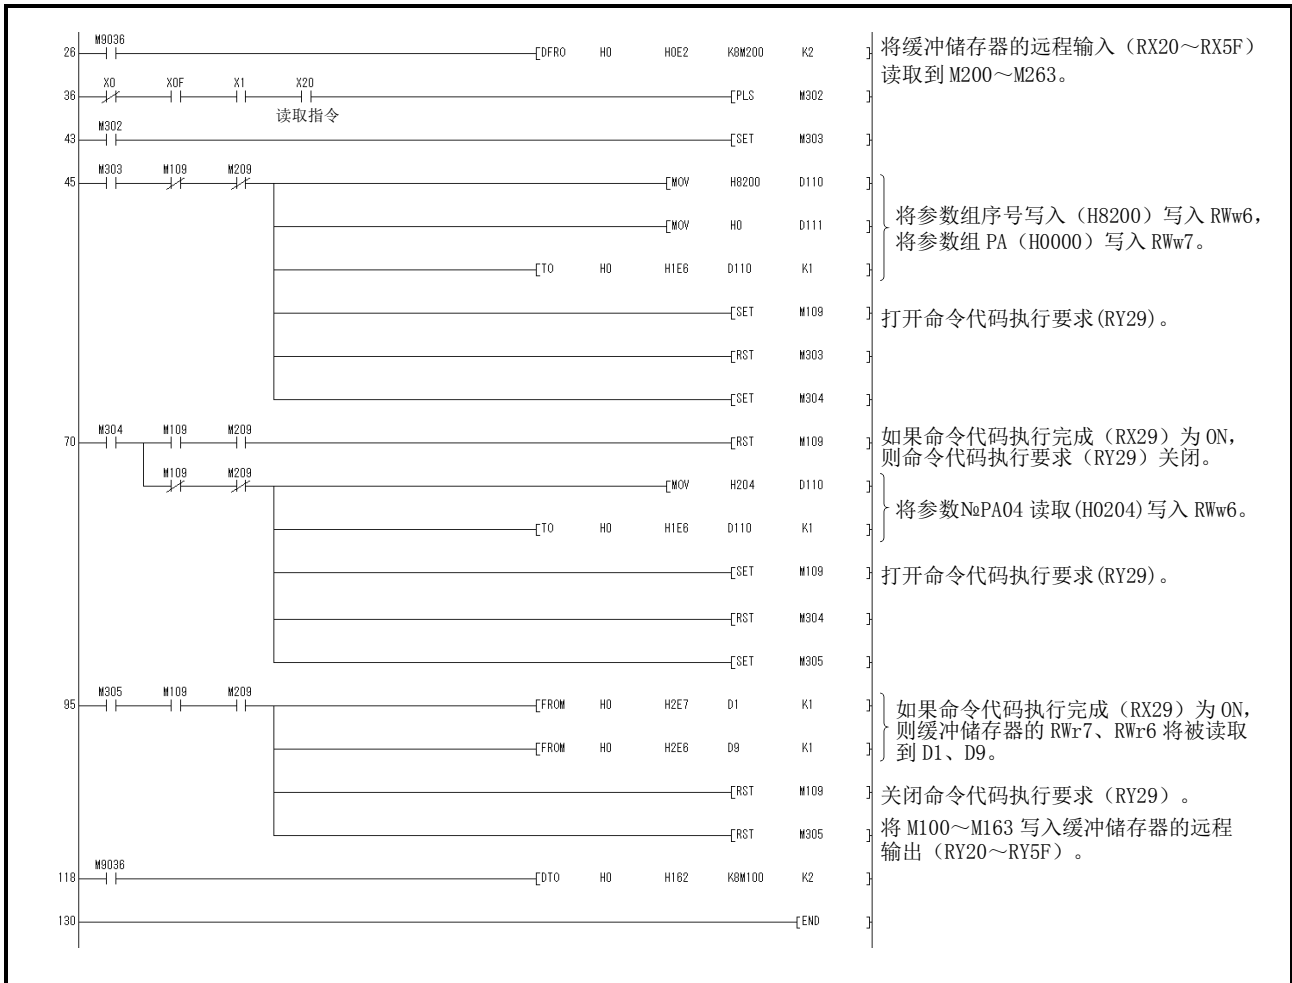 M9036
26 [DFRO H0 H0E2 K8M200 K2 ] 将缓冲储存器的远程输入（RX20～RX5F）
读取到 M200～M263。
X0 X0F X1 X20
36 [PLS M302 ]
读取指令
M302
43 [SET M303 ]
M303 M109 M209
45 [MOV H8200 D110 ]
将参数组序号写入（H8200）写入 RWw6，
[MOV H0 D111 ]
将参数组 PA（H0000）写入 RWw7。
[TO H0 H1E6 D110 K1 ]
[SET M109 ] 打开命令代码执行要求(RY29)。
[RST M303 ]
[SET M304 ]
M304 M109 M209
70 [RST M109 ] 如果命令代码执行完成（RX29）为 ON，
则命令代码执行要求（RY29）关闭。
M109 M209
[MOV H204 D110 ]
将参数№PA04 读取(H0204)写入 RWw6。
[TO H0 H1E6 D110 K1 ]
[SET M109 ] 打开命令代码执行要求(RY29)。
[RST M304 ]
[SET M305 ]
M305 M109 M209
95 [FROM H0 H2E7 D1 K1 ] 如果命令代码执行完成（RX29）为 ON，
则缓冲储存器的 RWr7、RWr6 将被读取
[FROM H0 H2E6 D9 K1 ] 到 D1、D9。
[RST M109 ] 关闭命令代码执行要求（RY29）。
[RST M305 ] 将 M100～M163 写入缓冲储存器的远程
输出（RY20～RY5F）。
M9036
118 [DTO H0 H162 K8M100 K2 ]
130 [END ]